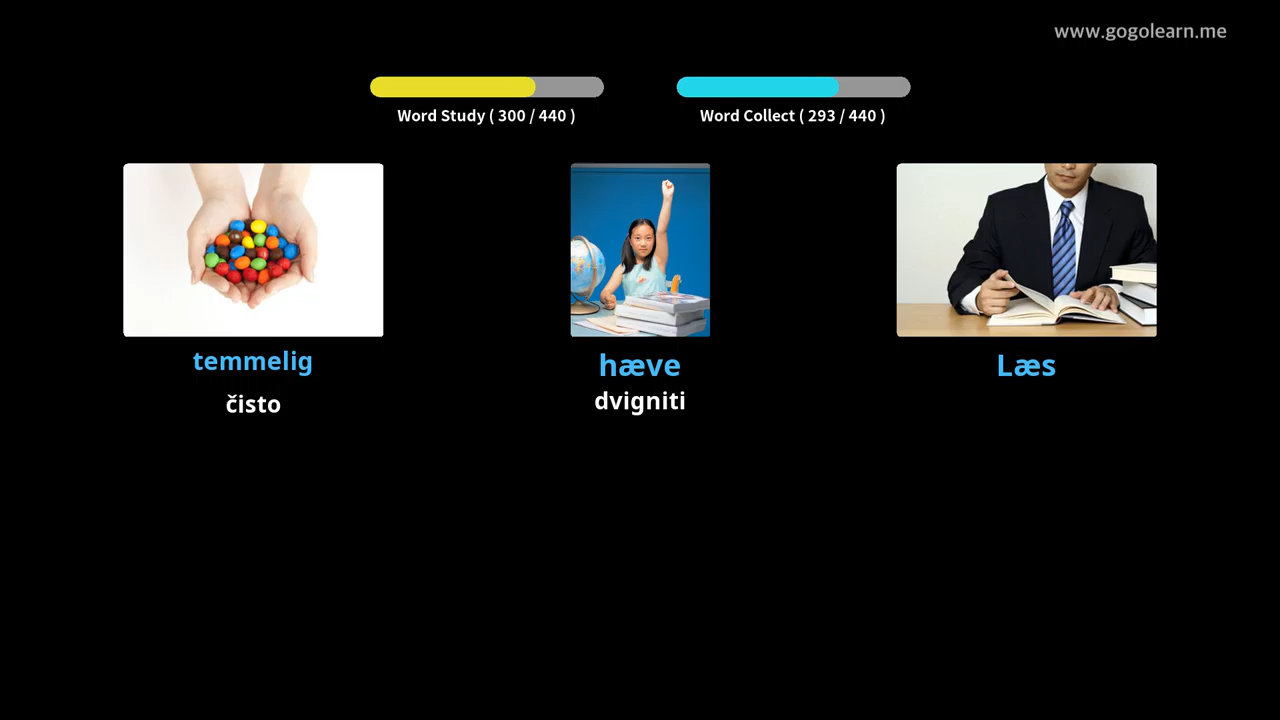 www.gogolearn.me
Word Study ( 300 / 440 )
Word Collect ( 293 / 440 )
temmelig
čisto
hæve
dvigniti
Læs